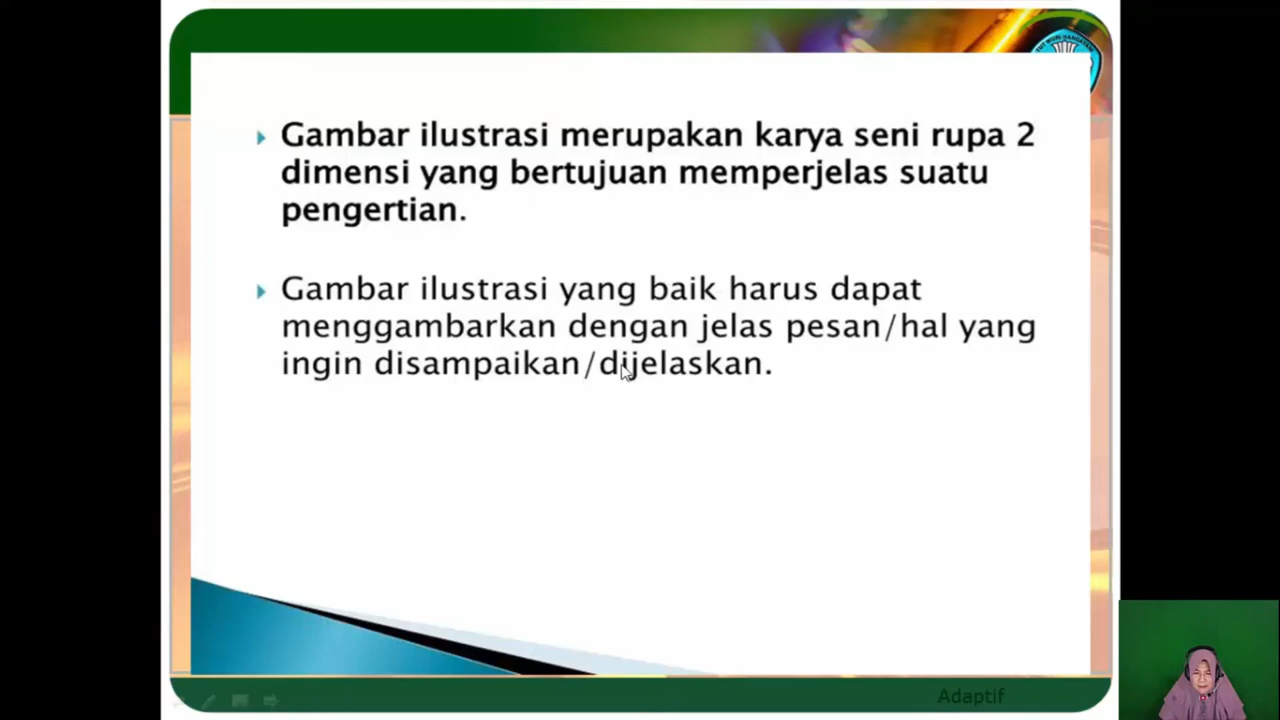 Gambar ilustrasi merupakan karya seni rupa 2
dimensi yang bertujuan memperjelas suatu
pengertian.
Gambar ilustrasi yang baik harus dapat
menggambarkan dengan jelas pesan/hal yang
ingin disampaikan/dijelaskan.
Adaptif